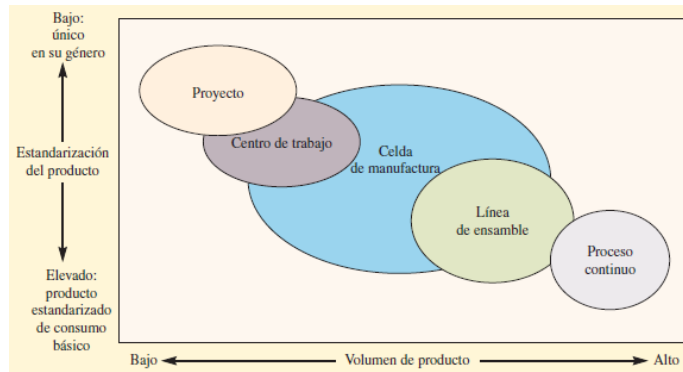 Bajo:
único
en su género
Estandarización
del producto
Elevado:
producto
estandarizado
de consumo
básico
Proyecto
Centro de trabajo
Celda
de manufactura
Línea
de ensamble
Proceso
continuo
Bajo
Volumen de producto
Alto